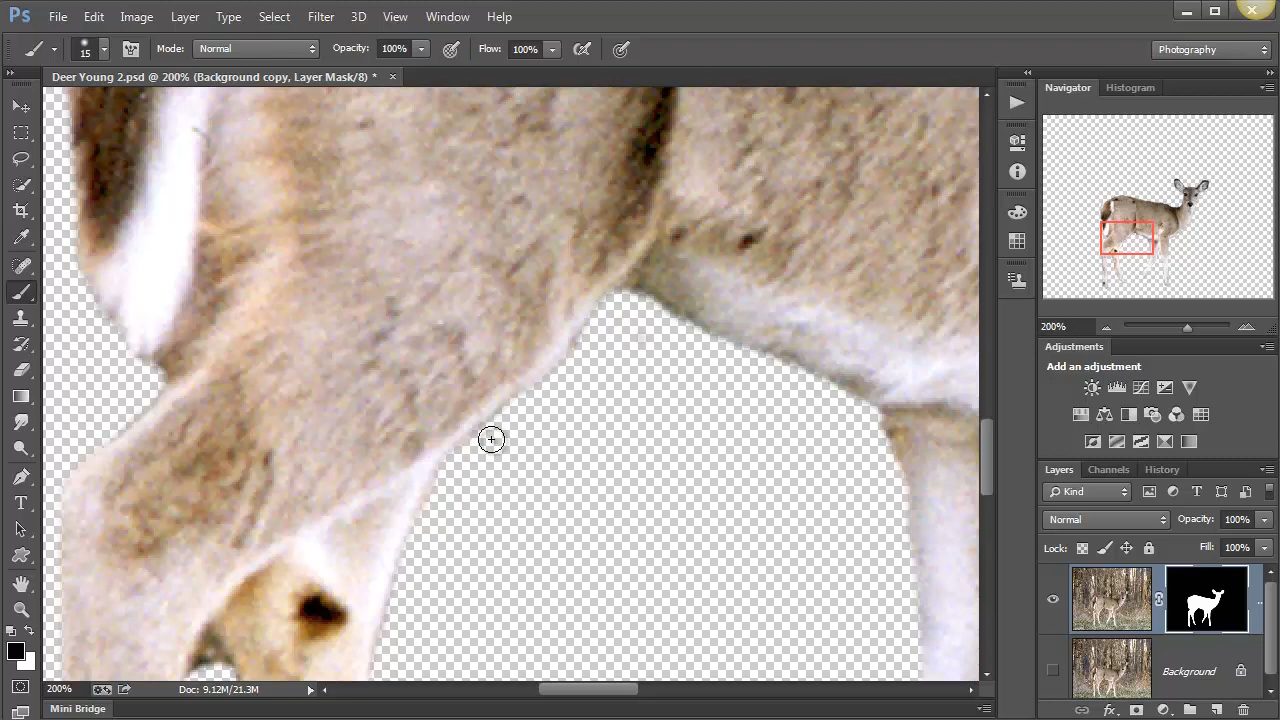 Ps File Edit Image Layer Type Select Filter 3D View Window Help
15 Mode: Normal Opacity: 100% Flow: 100% Photography
Deer Young 2.psd @ 200% (Background copy, Layer Mask/8) * ×
Navigator Histogram
200%
Adjustments
Add an adjustment
Layers Channels History
Kind
Normal Opacity: 100%
Lock: Fill: 100%
Background
200% Doc: 9.12M/21.3M
Mini Bridge